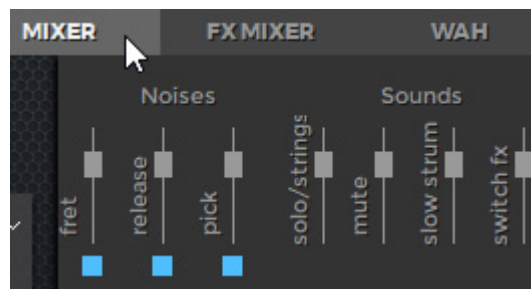 MIXER FX MIXER WAH
Noises Sounds
fret release pick solo/strings mute slow strum switch fx